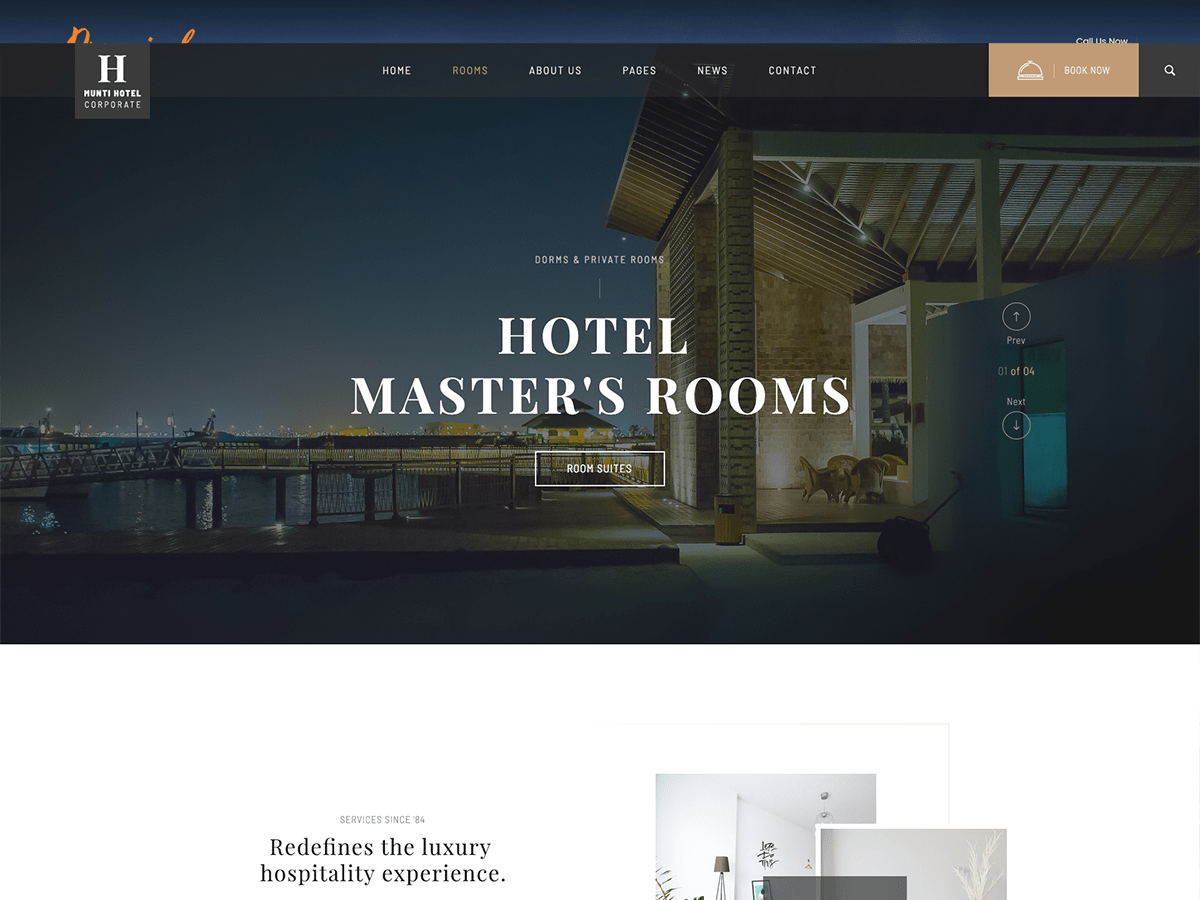 Call Us Now
H
MUNTI HOTEL
CORPORATE
HOME
ROOMS
ABOUT US
PAGES
NEWS
CONTACT
BOOK NOW
DORMS & PRIVATE ROOMS
HOTEL
MASTER'S ROOMS
ROOM SUITES
Prev
01 of 04
Next
SERVICES SINCE '84
Redefines the luxury
hospitality experience.